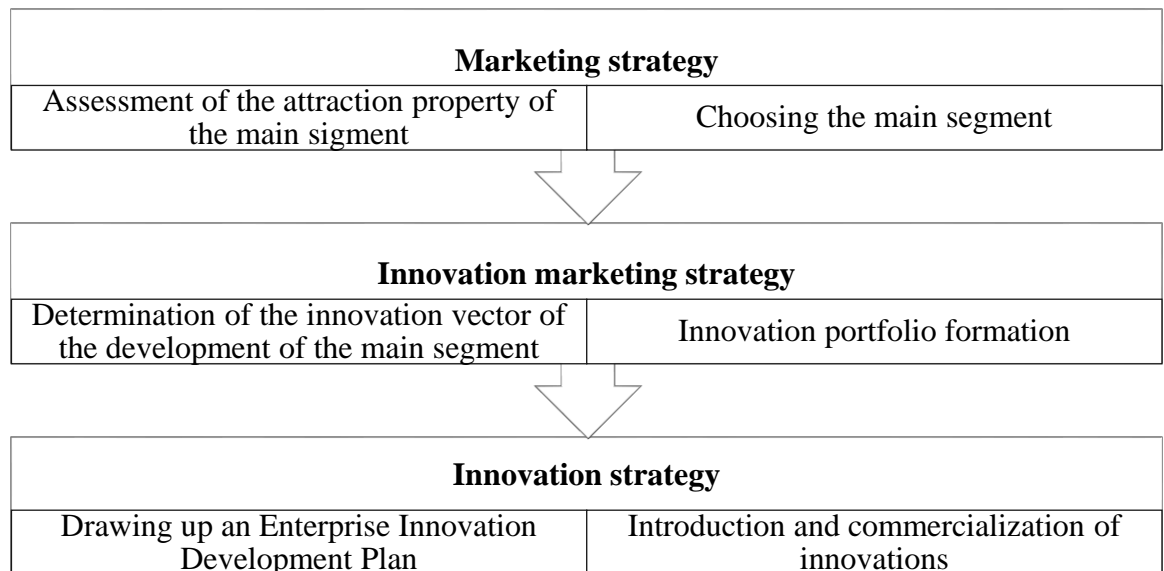 Marketing strategy
Assessment of the attraction property of
the main sigment
Choosing the main segment
Innovation marketing strategy
Determination of the innovation vector of
the development of the main segment
Innovation portfolio formation
Innovation strategy
Drawing up an Enterprise Innovation
Development Plan
Introduction and commercialization of
innovations